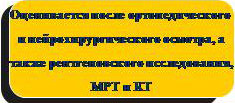 Оценивается после ортопедического
и нейрохирургического осмотра, а
также рентгеновского исследования,
МРТ и КТ